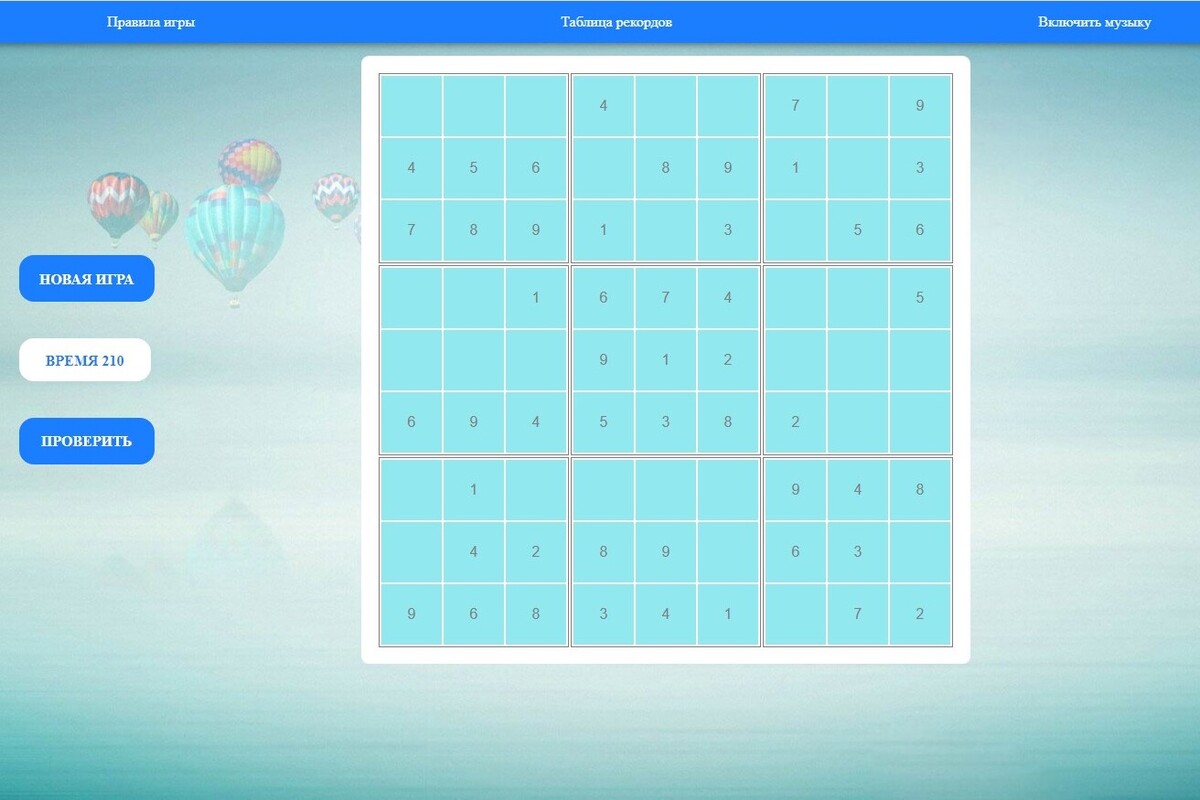 Правила игры Таблица рекордов Включить музыку
4 7 9
4 5 6 8 9 1 3
7 8 9 1 3 5 6
НОВАЯ ИГРА
1 6 7 4 5
ВРЕМЯ 210
9 1 2
6 9 4 5 3 8 2
ПРОВЕРИТЬ
1 9 4 8
4 2 8 9 6 3
9 6 8 3 4 1 7 2